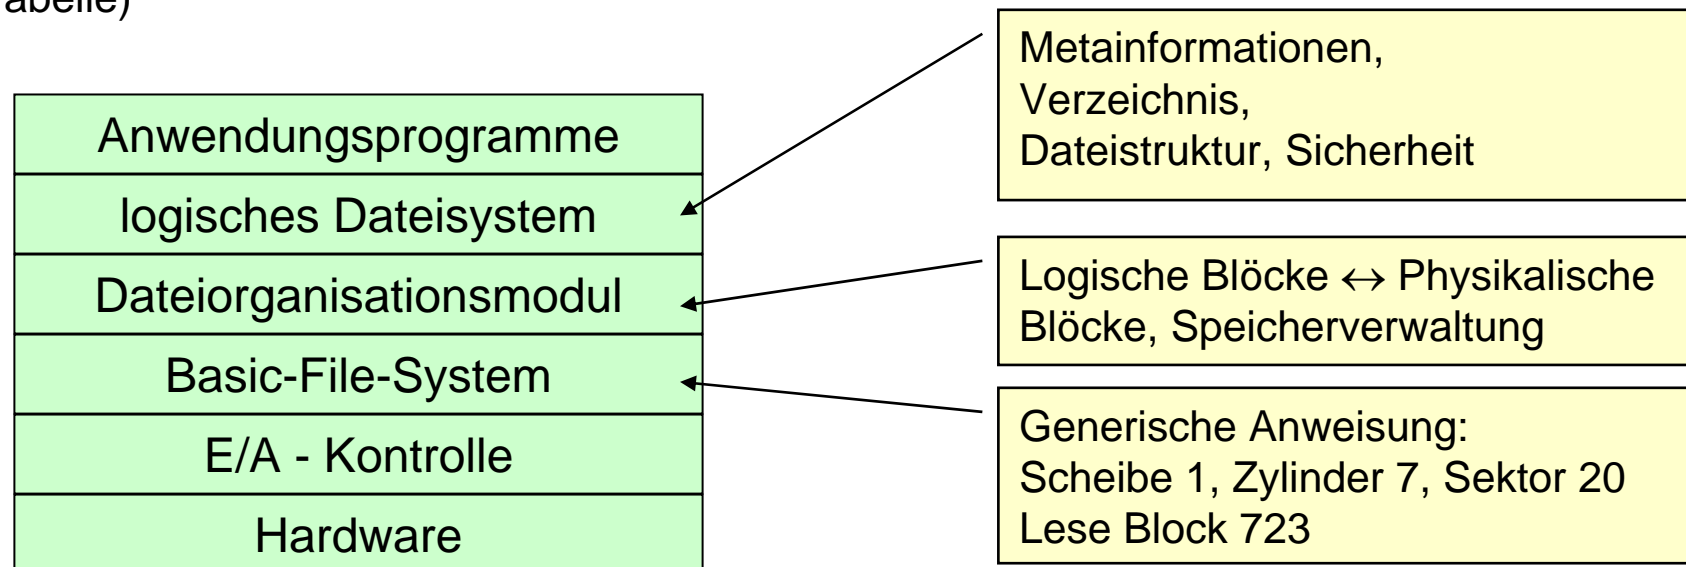 abelle)
Anwendungsprogramme
logisches Dateisystem
Dateiorganisationsmodul
Basic-File-System
E/A - Kontrolle
Hardware
Metainformationen,
Verzeichnis,
Dateistruktur, Sicherheit
Logische Blöcke ↔ Physikalische
Blöcke, Speicherverwaltung
Generische Anweisung:
Scheibe 1, Zylinder 7, Sektor 20
Lese Block 723